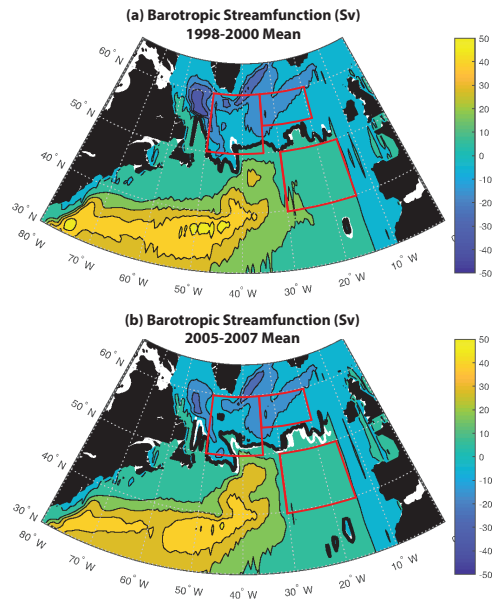 (a) Barotropic Streamfunction (Sv)
1998-2000 Mean
60° N
50° N
40° N
30° N
80° W
70° W
60° W
50° W
40° W
30° W
20° W
10° W
50
40
30
20
10
0
-10
-20
-30
-40
-50
(b) Barotropic Streamfunction (Sv)
2005-2007 Mean
60° N
50° N
40° N
30° N
80° W
70° W
60° W
50° W
40° W
30° W
20° W
10° W
50
40
30
20
10
0
-10
-20
-30
-40
-50